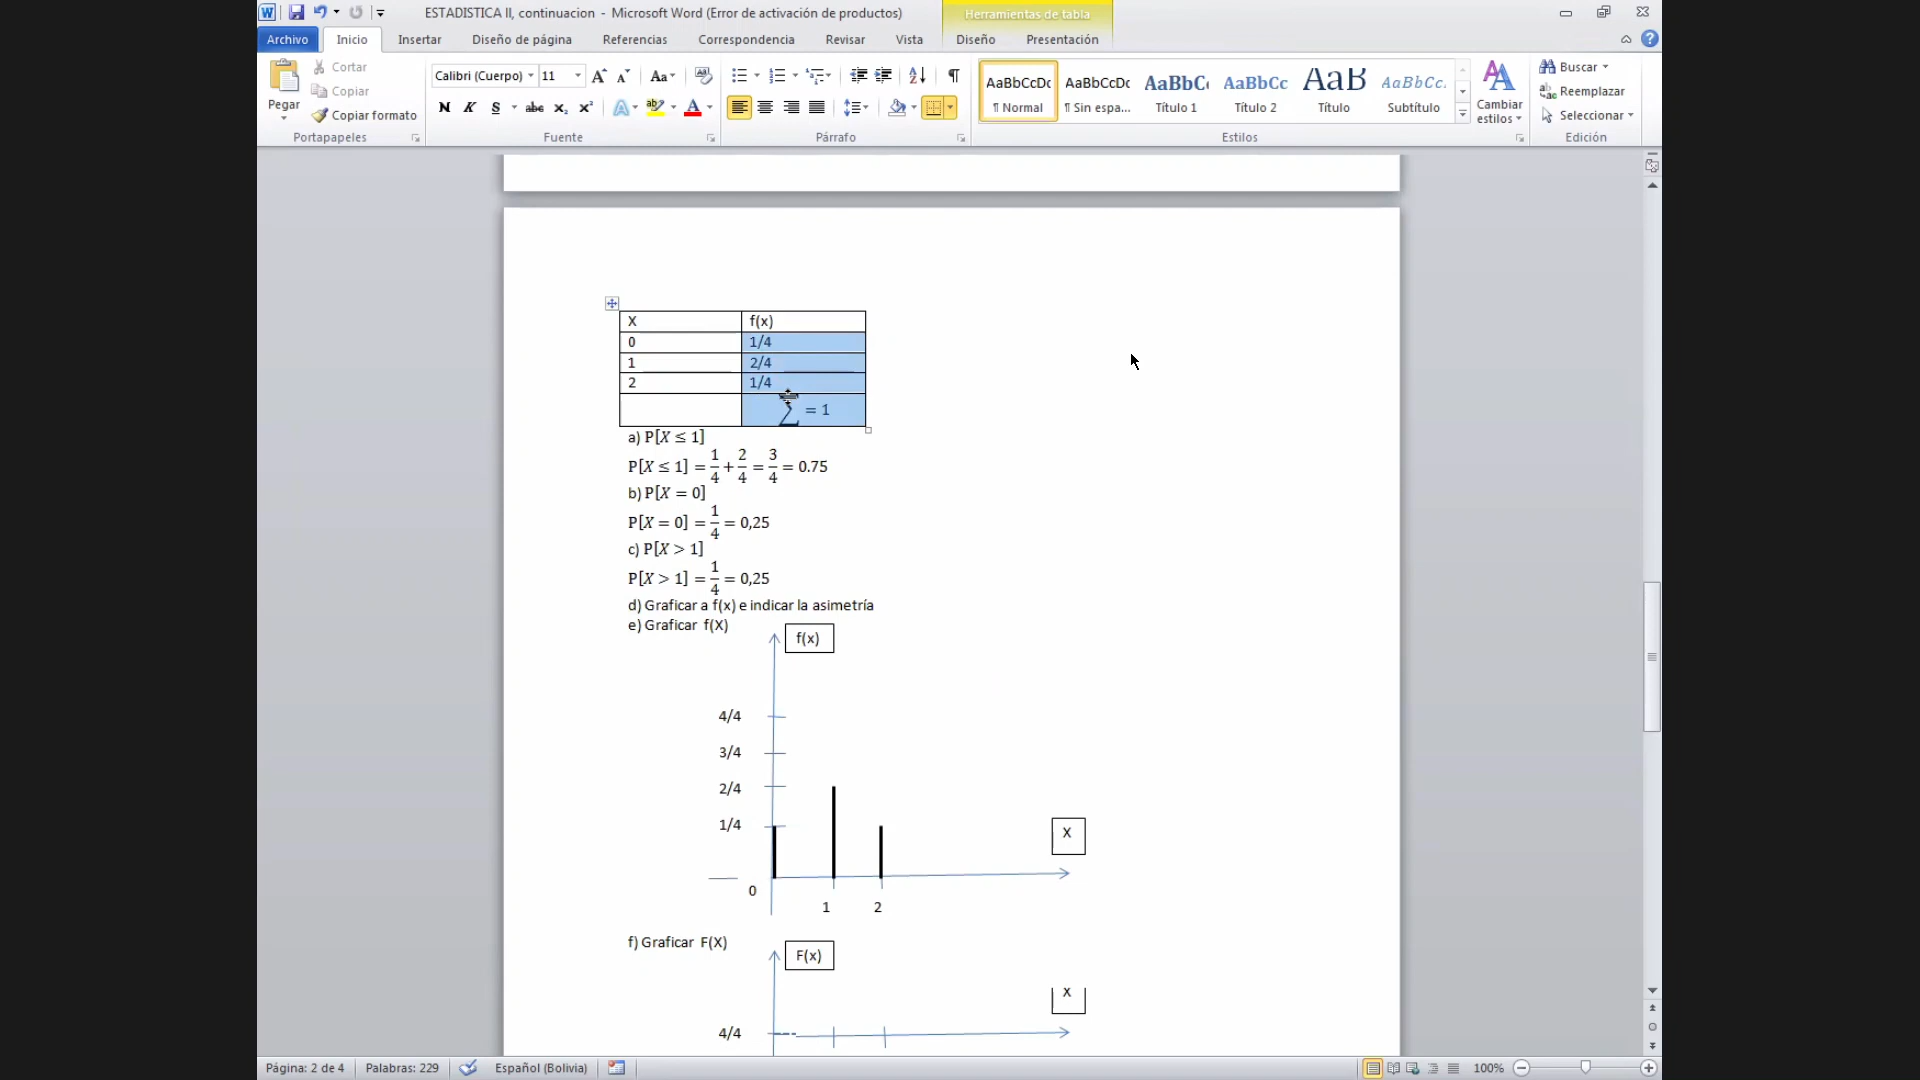 ESTADISTICA II, continuacion - Microsoft Word (Error de activación de productos)
Herramientas de tabla
Archivo Inicio Insertar Diseño de página Referencias Correspondencia Revisar Vista Diseño Presentación
Pegar
Cortar
Copiar
Copiar formato
Portapapeles
Calibri (Cuerpo) 11
N K S abc x₂ x²
Fuente
Párrafo
AaBbCcDc AaBbCcDc AaBbC AaBbCc AaB AaBbCc.
¶ Normal ¶ Sin espa... Título 1 Título 2 Título Subtítulo
Cambiar
estilos
Estilos
Buscar
Reemplazar
Seleccionar
Edición
X f(x)
0 1/4
1 2/4
2 1/4
∑ = 1
a) P[X ≤ 1]
P[X ≤ 1] = 1/4 + 2/4 = 3/4 = 0.75
b) P[X = 0]
P[X = 0] = 1/4 = 0,25
c) P[X > 1]
P[X > 1] = 1/4 = 0,25
d) Graficar a f(x) e indicar la asimetría
e) Graficar f(X)
f(x)
4/4
3/4
2/4
1/4
X
0
1 2
f) Graficar F(X)
F(x)
X
4/4
Página: 2 de 4 Palabras: 229 Español (Bolivia) 100%